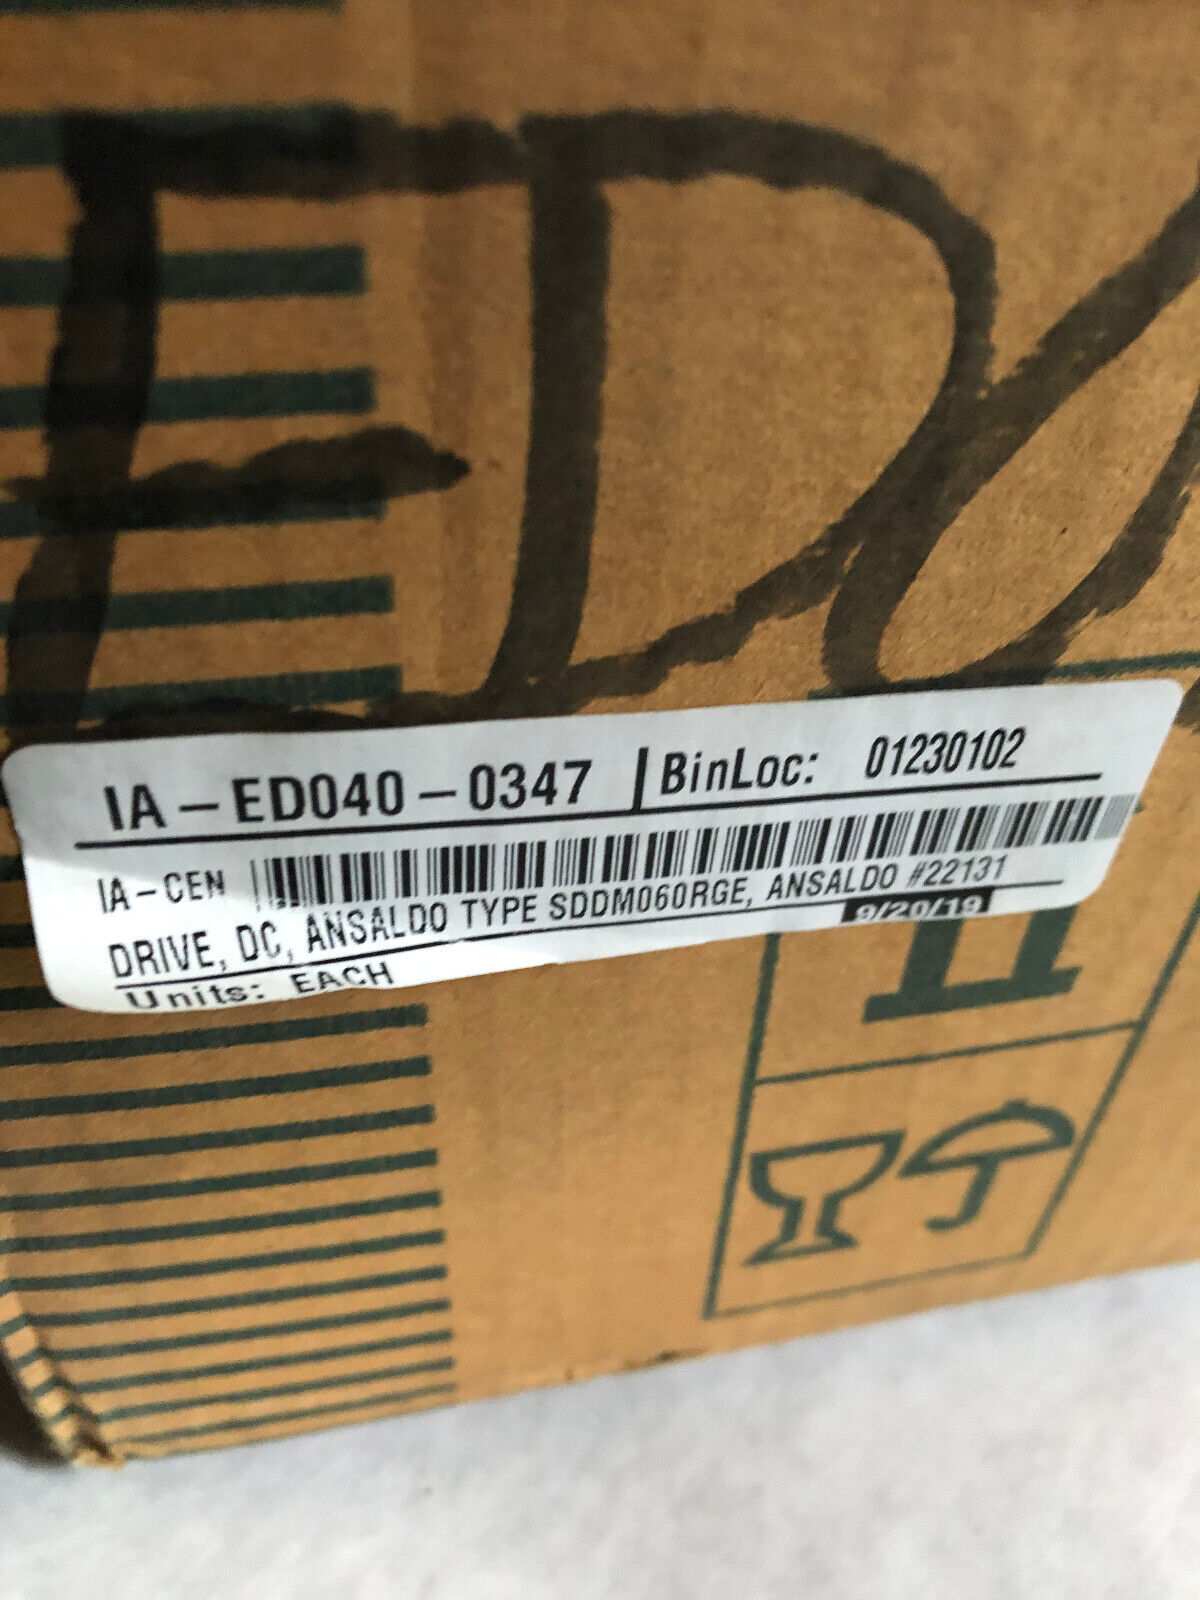 ED0
IA-ED040-0347 | BinLoc: 01230102
IA-CEN
DRIVE, DC, ANSALDO TYPE SDDM060RGE, ANSALDO #22131
Units: EACH
9/20/19